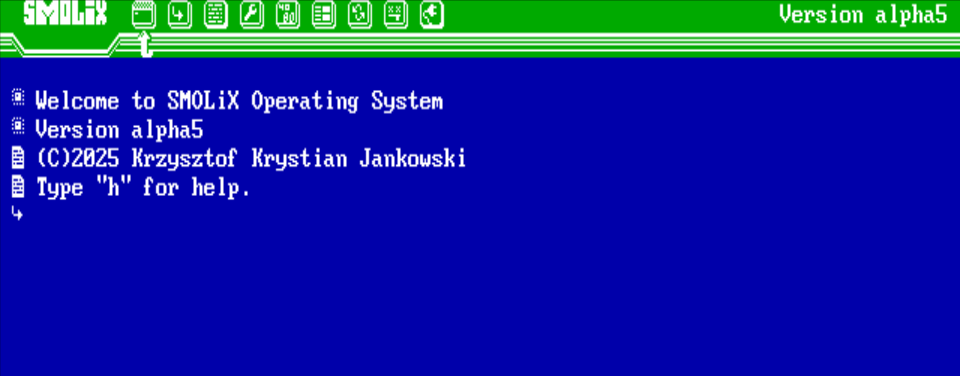 SMOLiX
Version alpha5
Welcome to SMOLiX Operating System
Version alpha5
(C)2025 Krzysztof Krystian Jankowski
Type "h" for help.